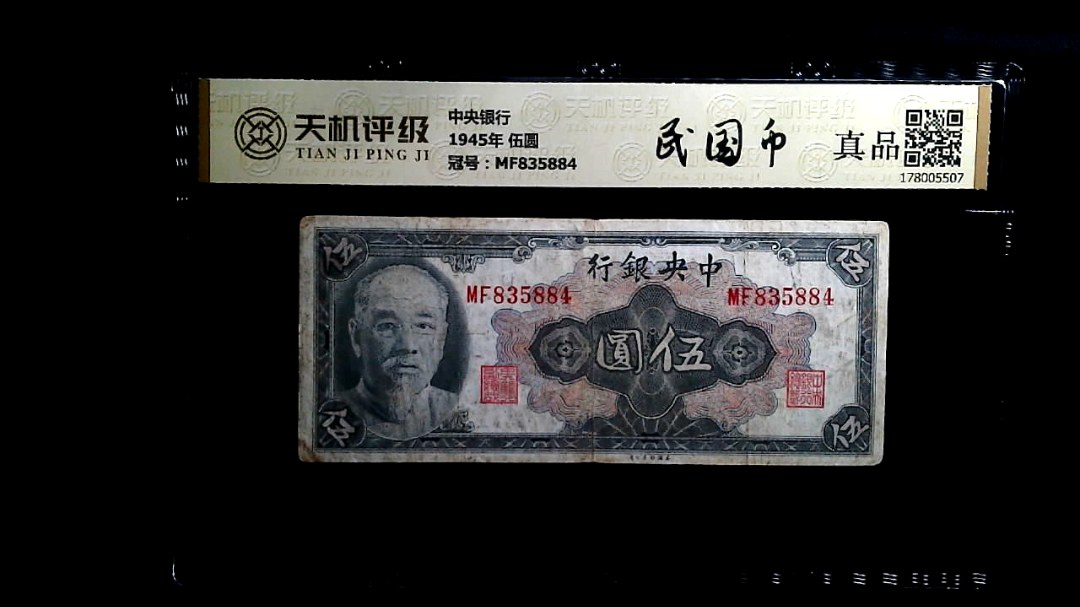 天机评级
TIAN JI PING JI
中央银行
1945年 伍圆
冠号：MF835884
民国币
真品
178005507
伍
伍
行銀央中
MF835884
MF835884
圓伍
伍
伍